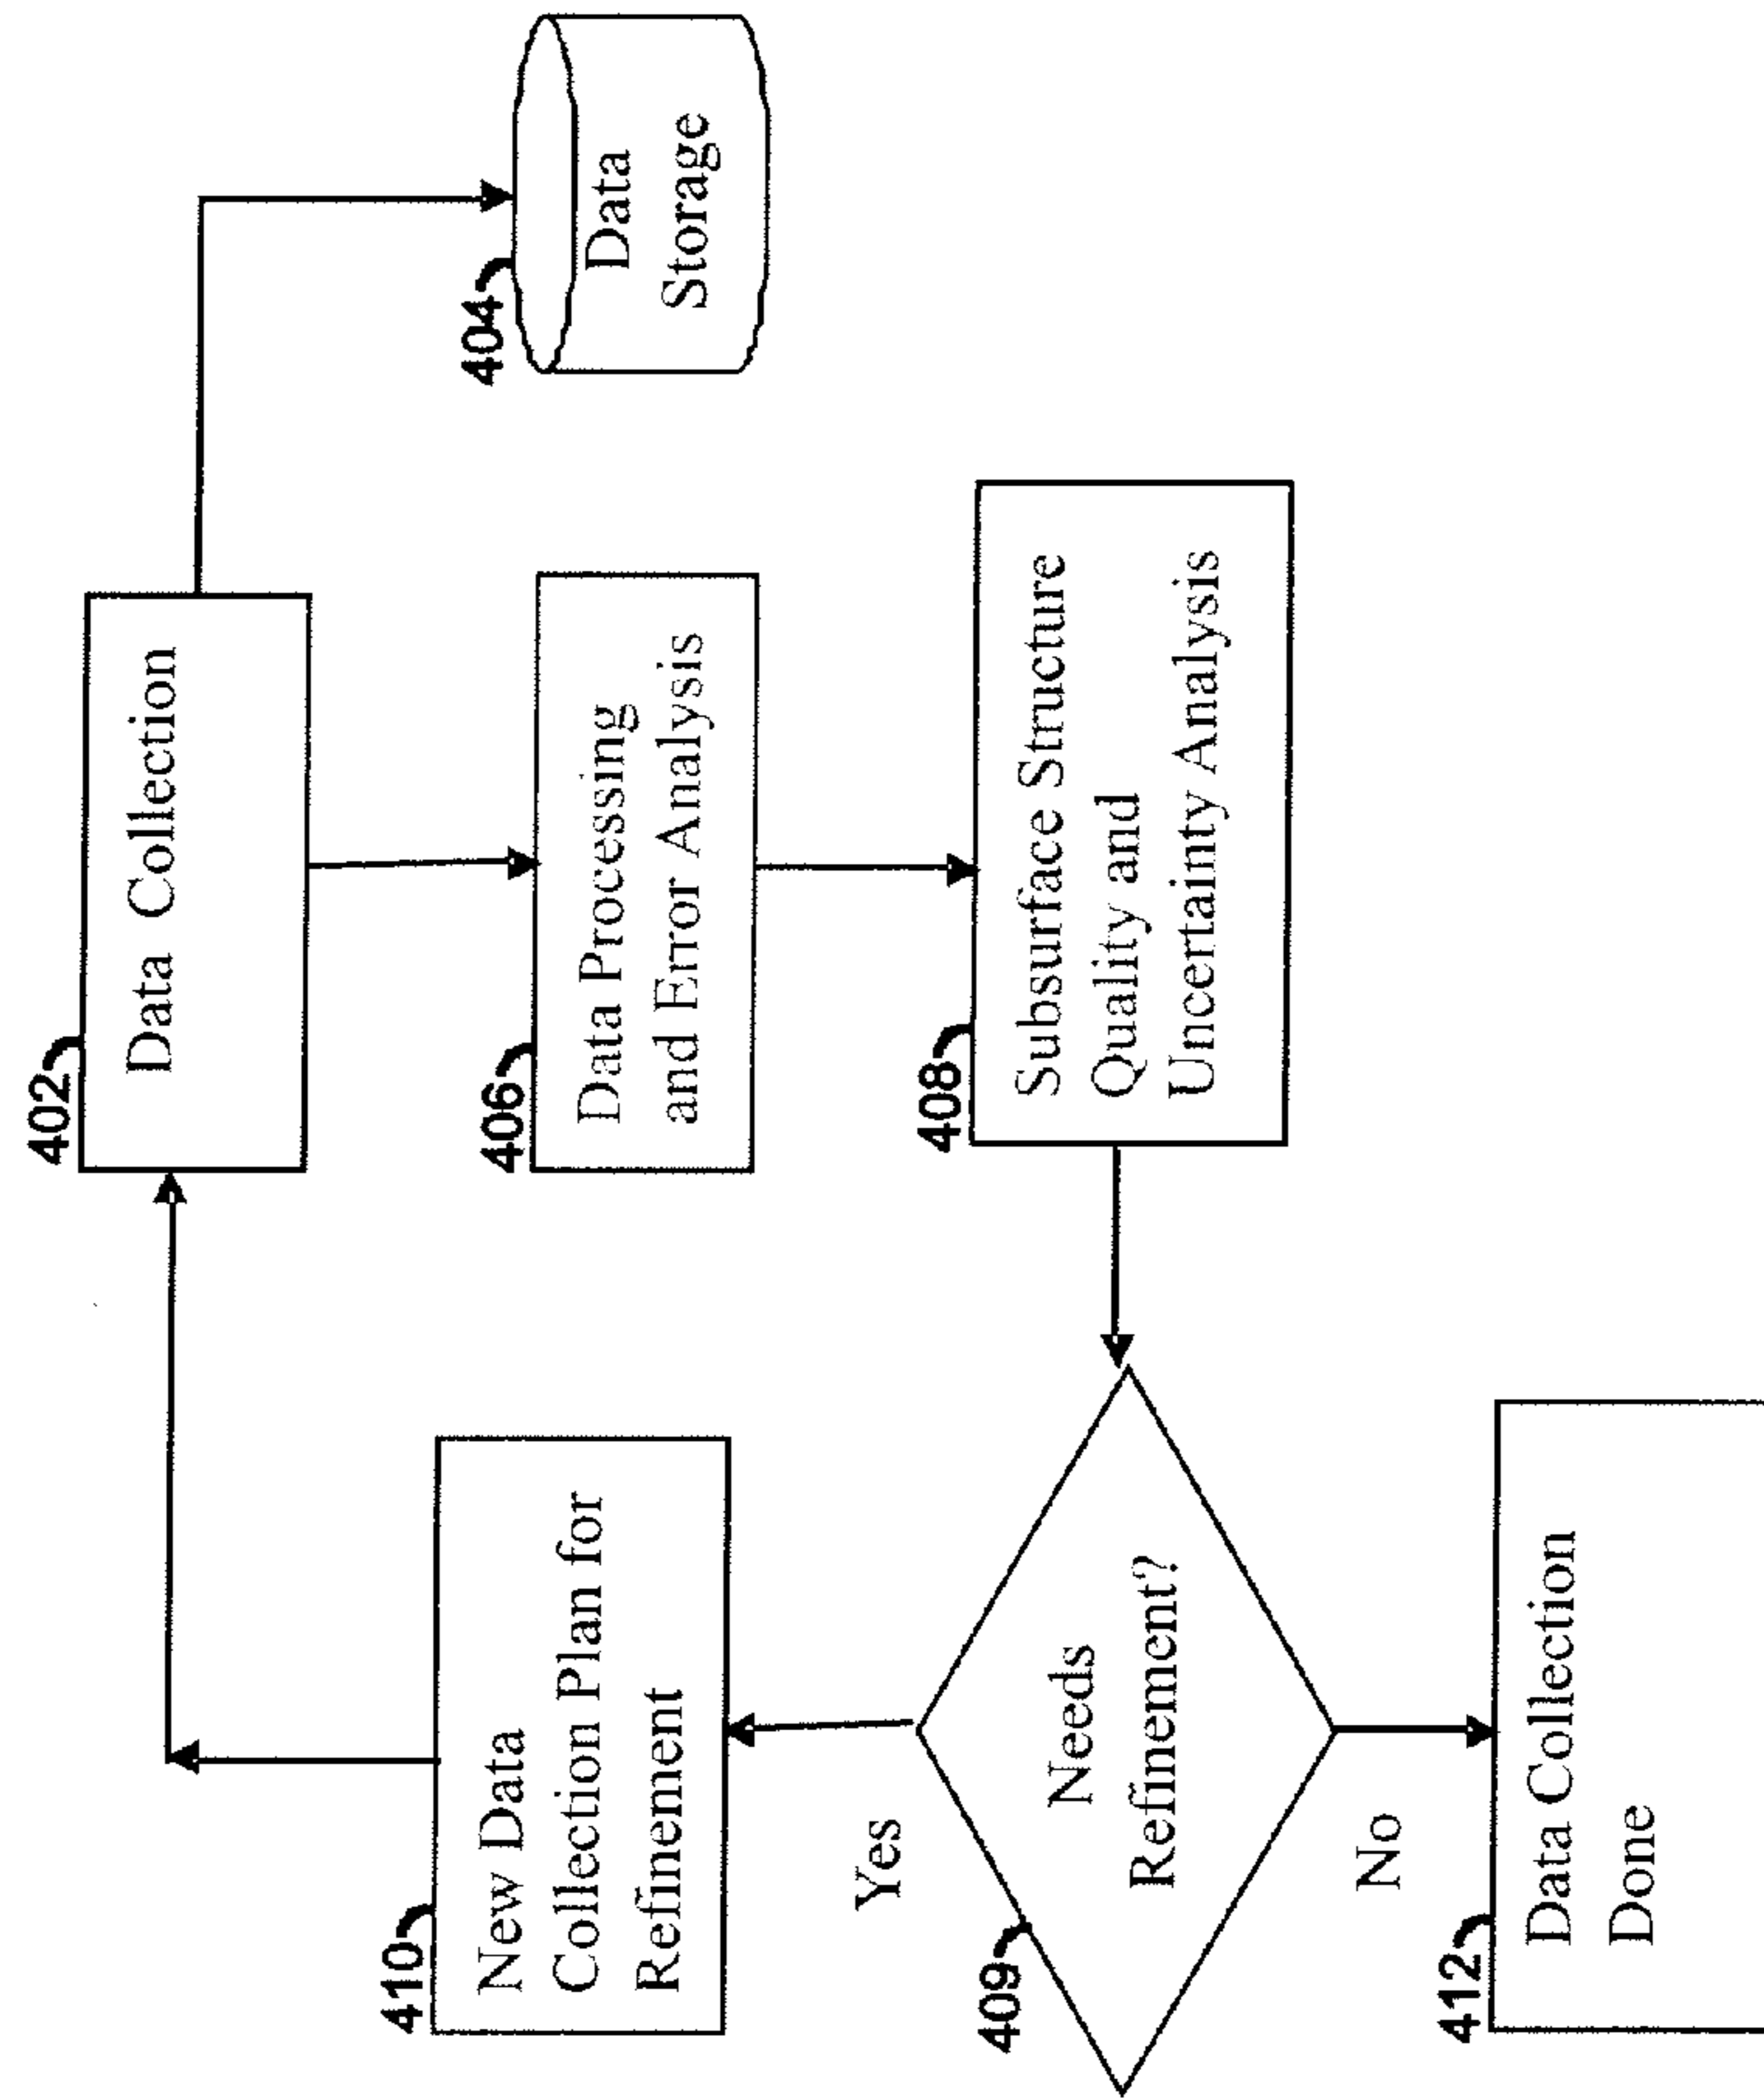 402
Data Collection
404
Data
Storage
406
Data Processing
and Error Analysis
408
Subsurface Structure
Quality and
Uncertainty Analysis
409
Needs
Refinement?
Yes
410
New Data
Collection Plan for
Refinement
No
412
Data Collection
Done